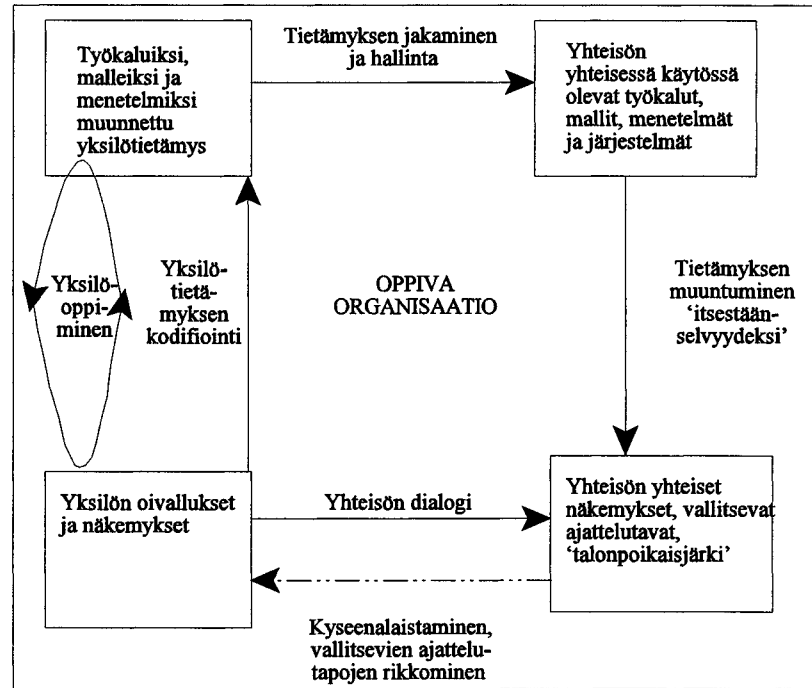 Työkaluiksi,
malleiksi ja
menetelmiksi
muunnettu
yksilötietämys
Tietämyksen jakaminen
ja hallinta
Yhteisön
yhteisessä käytössä
olevat työkalut,
mallit, menetelmät
ja järjestelmät
Yksilö-
oppi-
minen
Yksilö-
tietä-
myksen
kodifiointi
OPPIVA
ORGANISAATIO
Tietämyksen
muuntuminen
‘itsestään-
selvyydeksi’
Yksilön oivallukset
ja näkemykset
Yhteisön dialogi
Yhteisön yhteiset
näkemykset, vallitsevat
ajattelutavat,
‘talonpoikaisjärki’
Kyseenalaistaminen,
vallitsevien ajattelu-
tapojen rikkominen